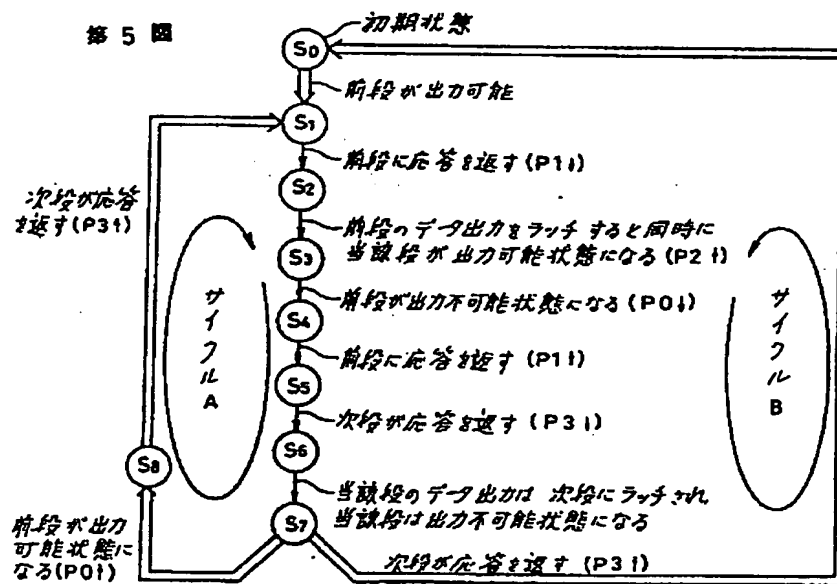 第5図
S0
初期状態
前段が出力可能
S1
前段に応答を返す(P1↓)
S2
前段のデータ出力をラッチすると同時に
当該段が出力可能状態になる(P2↑)
S3
前段が出力不可能状態になる(P0↓)
S4
前段に応答を返す(P1↑)
S5
次段が応答を返す(P3↓)
S6
当該段のデータ出力は次段にラッチされ,
当該段は出力不可能状態になる
S7
次段が応答を返す(P3↑)
次段が応答
を返す(P3↑)
サイクルA
サイクルB
S8
前段が出力
可能状態に
なる(P0↑)